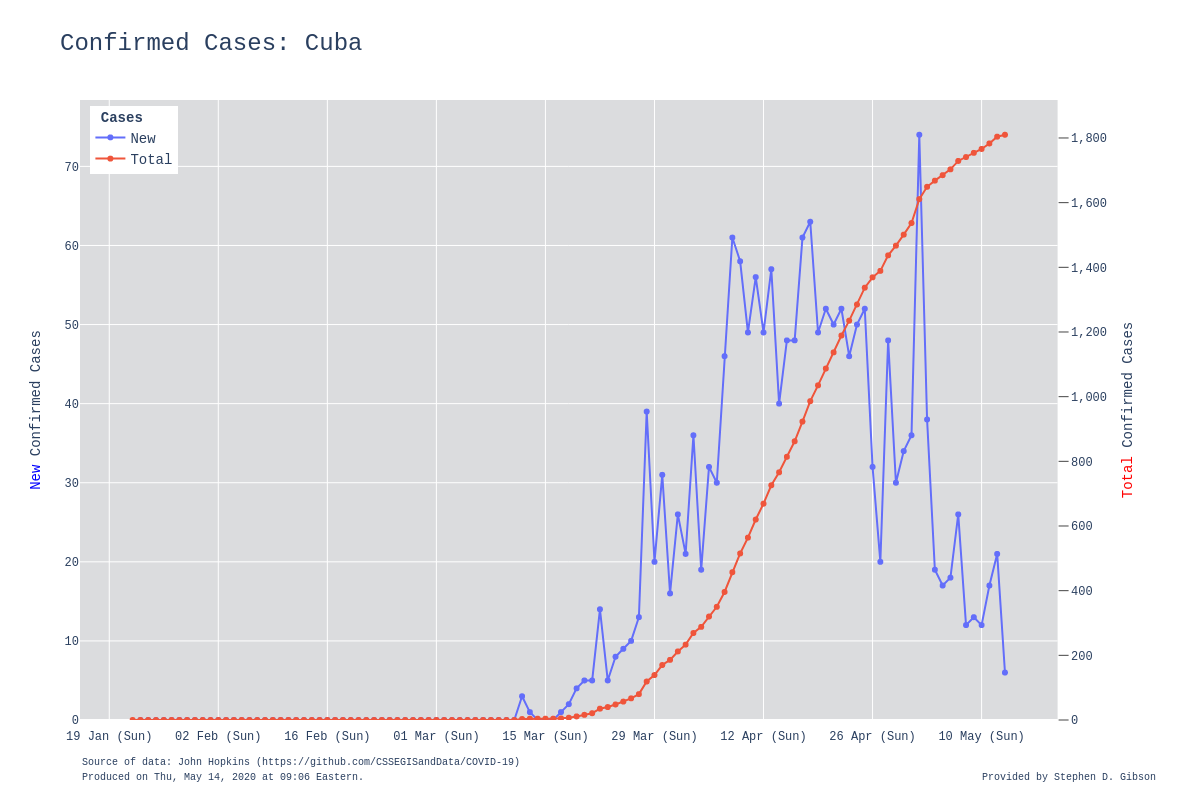 Confirmed Cases: Cuba
Cases
New
Total
70
60
50
40
30
20
10
0
New Confirmed Cases
1,800
1,600
1,400
1,200
1,000
800
600
400
200
0
Total Confirmed Cases
19 Jan (Sun) 02 Feb (Sun) 16 Feb (Sun) 01 Mar (Sun) 15 Mar (Sun) 29 Mar (Sun) 12 Apr (Sun) 26 Apr (Sun) 10 May (Sun)
Source of data: John Hopkins (https://github.com/CSSEGISandData/COVID-19)
Produced on Thu, May 14, 2020 at 09:06 Eastern.
Provided by Stephen D. Gibson